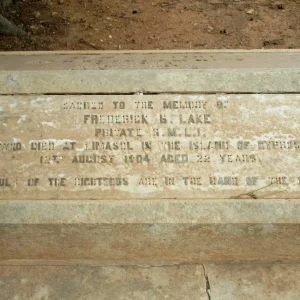 SACRED TO THE MEMORY OF
FREDERICK G. LAKE
PRIVATE R.M.L.I.
WHO DIED AT LIMASOL IN THE ISLAND OF CYPRUS
AUGUST 1904 AGED 22 YEARS
OF THE RIGHTEOUS ARE IN THE HAND OF